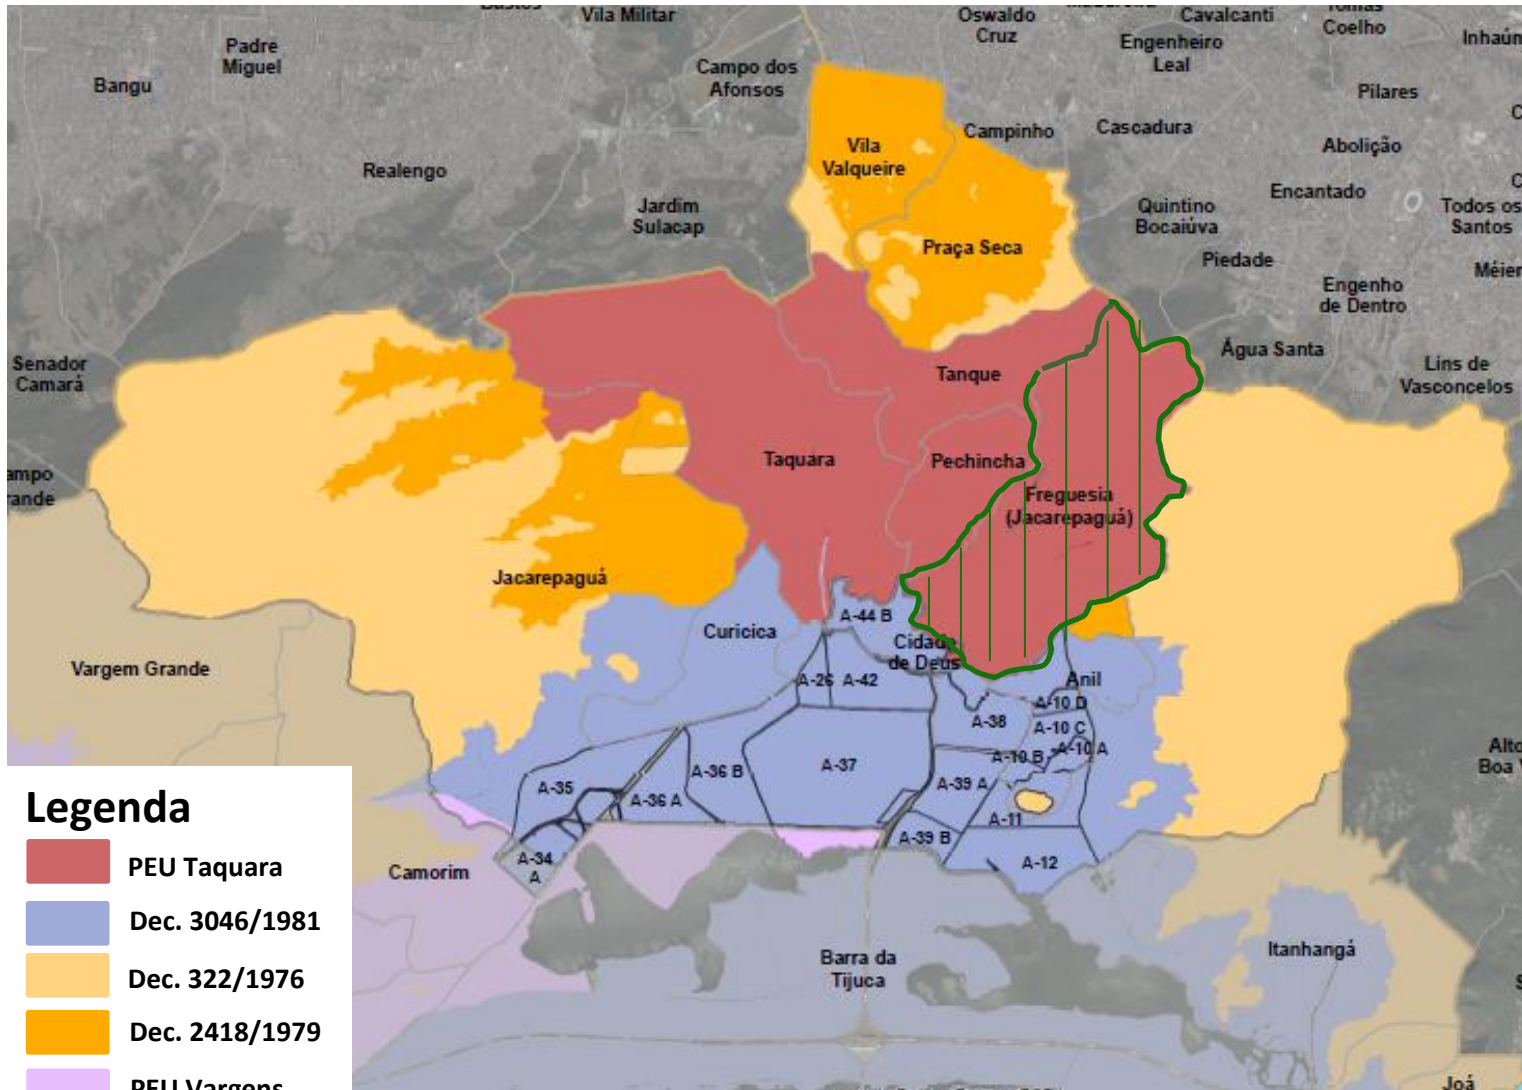 Vila Militar
Oswaldo
Cruz
Cavalcanti
Tomás
Coelho
Padre
Miguel
Engenheiro
Leal
Bangu
Campo dos
Afonsos
Pilares
Campinho
Cascadura
Vila
Valqueire
Abolição
Realengo
Encantado
Jardim
Sulacap
Quintino
Bocaiúva
Todos os
Santos
Praça Seca
Piedade
Méier
Engenho
de Dentro
Água Santa
Senador
Camará
Tanque
Lins de
Vasconcelos
Taquara
Pechincha
Freguesia
(Jacarepaguá)
Jacarepaguá
A-44 B
Curicica
Cidade
de Deus
Vargem Grande
A-26
A-42
Anil
A-10 D
A-38
A-10 C
A-10 B
A-10 A
A-35
A-36 B
A-37
A-36 A
A-39 A
A-11
A-39 B
A-34
A
A-12
Camorim
Barra da
Tijuca
Itanhangá
Joá
Legenda
PEU Taquara
Dec. 3046/1981
Dec. 322/1976
Dec. 2418/1979
PEU Vargens